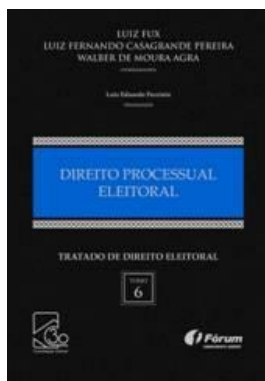 LUIZ FUX
LUIZ FERNANDO CASAGRANDE PEREIRA
WALBER DE MOURA AGRA
Luiz Eduardo Peccinin
DIREITO PROCESSUAL
ELEITORAL
TRATADO DE DIREITO ELEITORAL
TOMO
6
Fórum